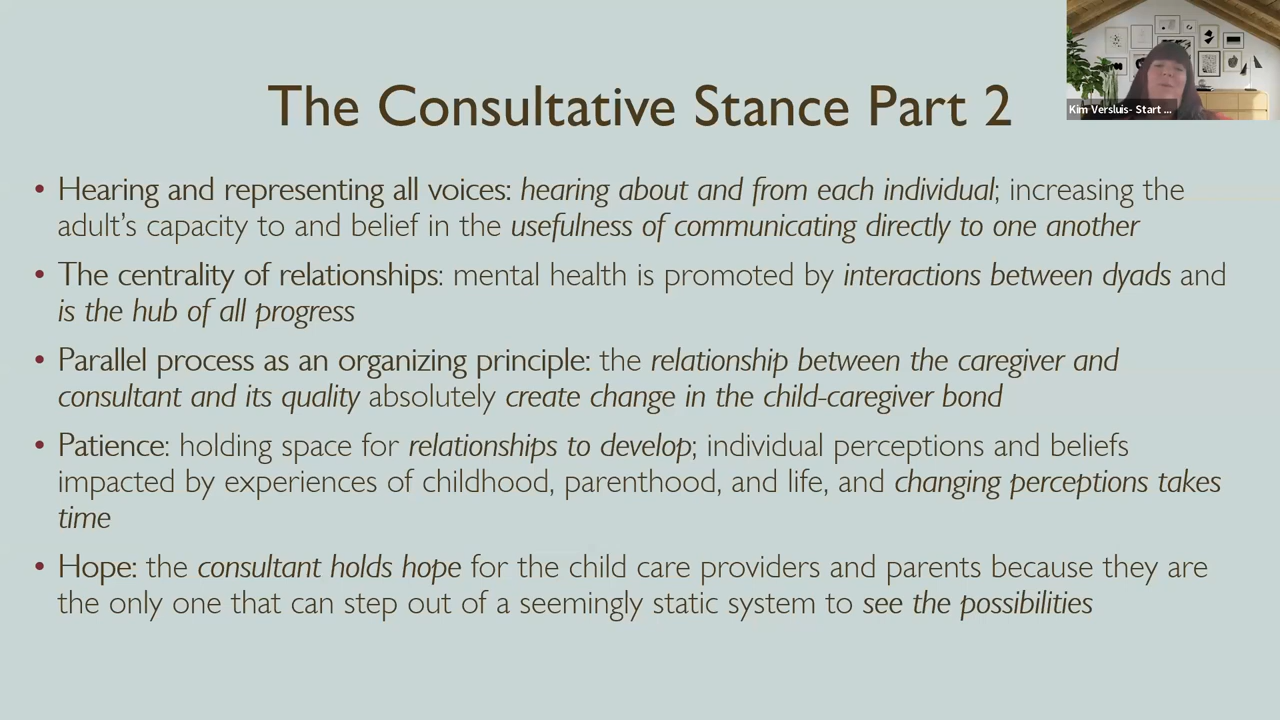 The Consultative Stance Part 2
Kim Versluis- Start ...
• Hearing and representing all voices: hearing about and from each individual; increasing the
adult’s capacity to and belief in the usefulness of communicating directly to one another
• The centrality of relationships: mental health is promoted by interactions between dyads and
is the hub of all progress
• Parallel process as an organizing principle: the relationship between the caregiver and
consultant and its quality absolutely create change in the child-caregiver bond
• Patience: holding space for relationships to develop; individual perceptions and beliefs
impacted by experiences of childhood, parenthood, and life, and changing perceptions takes
time
• Hope: the consultant holds hope for the child care providers and parents because they are
the only one that can step out of a seemingly static system to see the possibilities